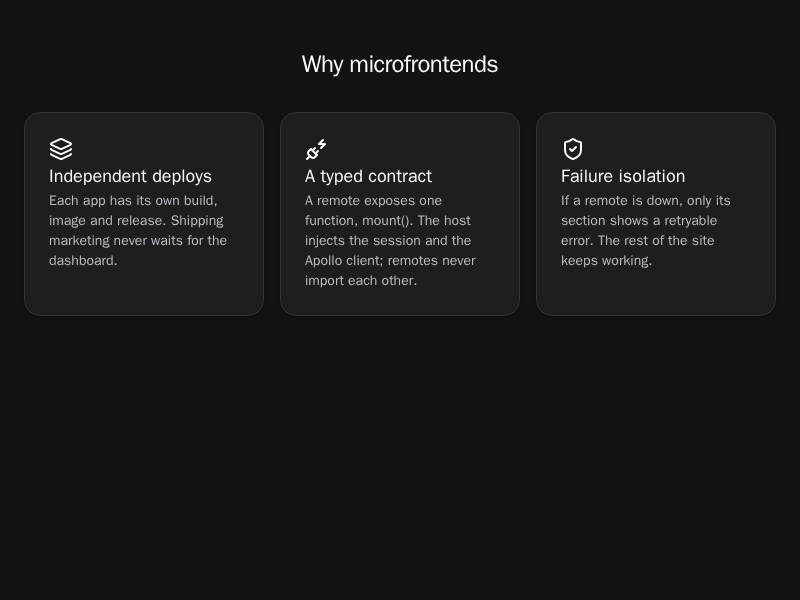 Why microfrontends
Independent deploys
Each app has its own build,
image and release. Shipping
marketing never waits for the
dashboard.
A typed contract
A remote exposes one
function, mount(). The host
injects the session and the
Apollo client; remotes never
import each other.
Failure isolation
If a remote is down, only its
section shows a retryable
error. The rest of the site
keeps working.